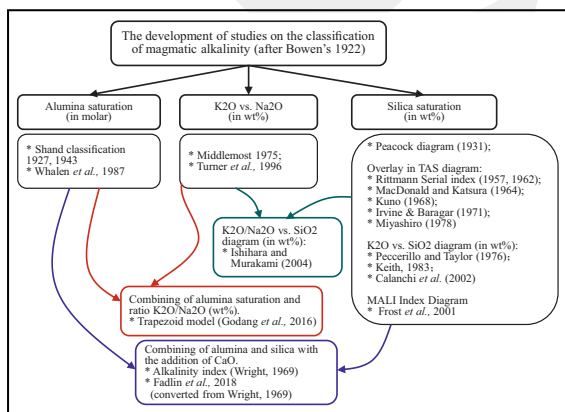 The development of studies on the classification
of magmatic alkalinity (after Bowen's 1922)
Alumina saturation
(in molar)
K2O vs. Na2O
(in wt%)
Silica saturation
(in wt%)
* Shand classification
1927, 1943
* Whalen et al., 1987
* Middlemost 1975;
* Turner et al., 1996
* Peacock diagram (1931);
Overlay in TAS diagram:
* Rittmann Serial index (1957, 1962);
* MacDonald and Katsura (1964);
* Kuno (1968);
* Irvine & Baragar (1971);
* Miyashiro (1978)
K2O vs. SiO2 diagram (in wt%):
* Peccerillo and Taylor (1976);
* Keith, 1983;
* Calanchi et al. (2002)
MALI Index Diagram
* Frost et al., 2001
K2O/Na2O vs. SiO2
diagram (in wt%):
* Ishihara and
Murakami (2004)
Combining of alumina saturation and
ratio K2O/Na2O (wt%).
* Trapezoid model (Godang et al., 2016)
Combining of alumina and silica with
the addition of CaO.
* Alkalinity index (Wright, 1969)
* Fadlin et al., 2018
(converted from Wright, 1969)